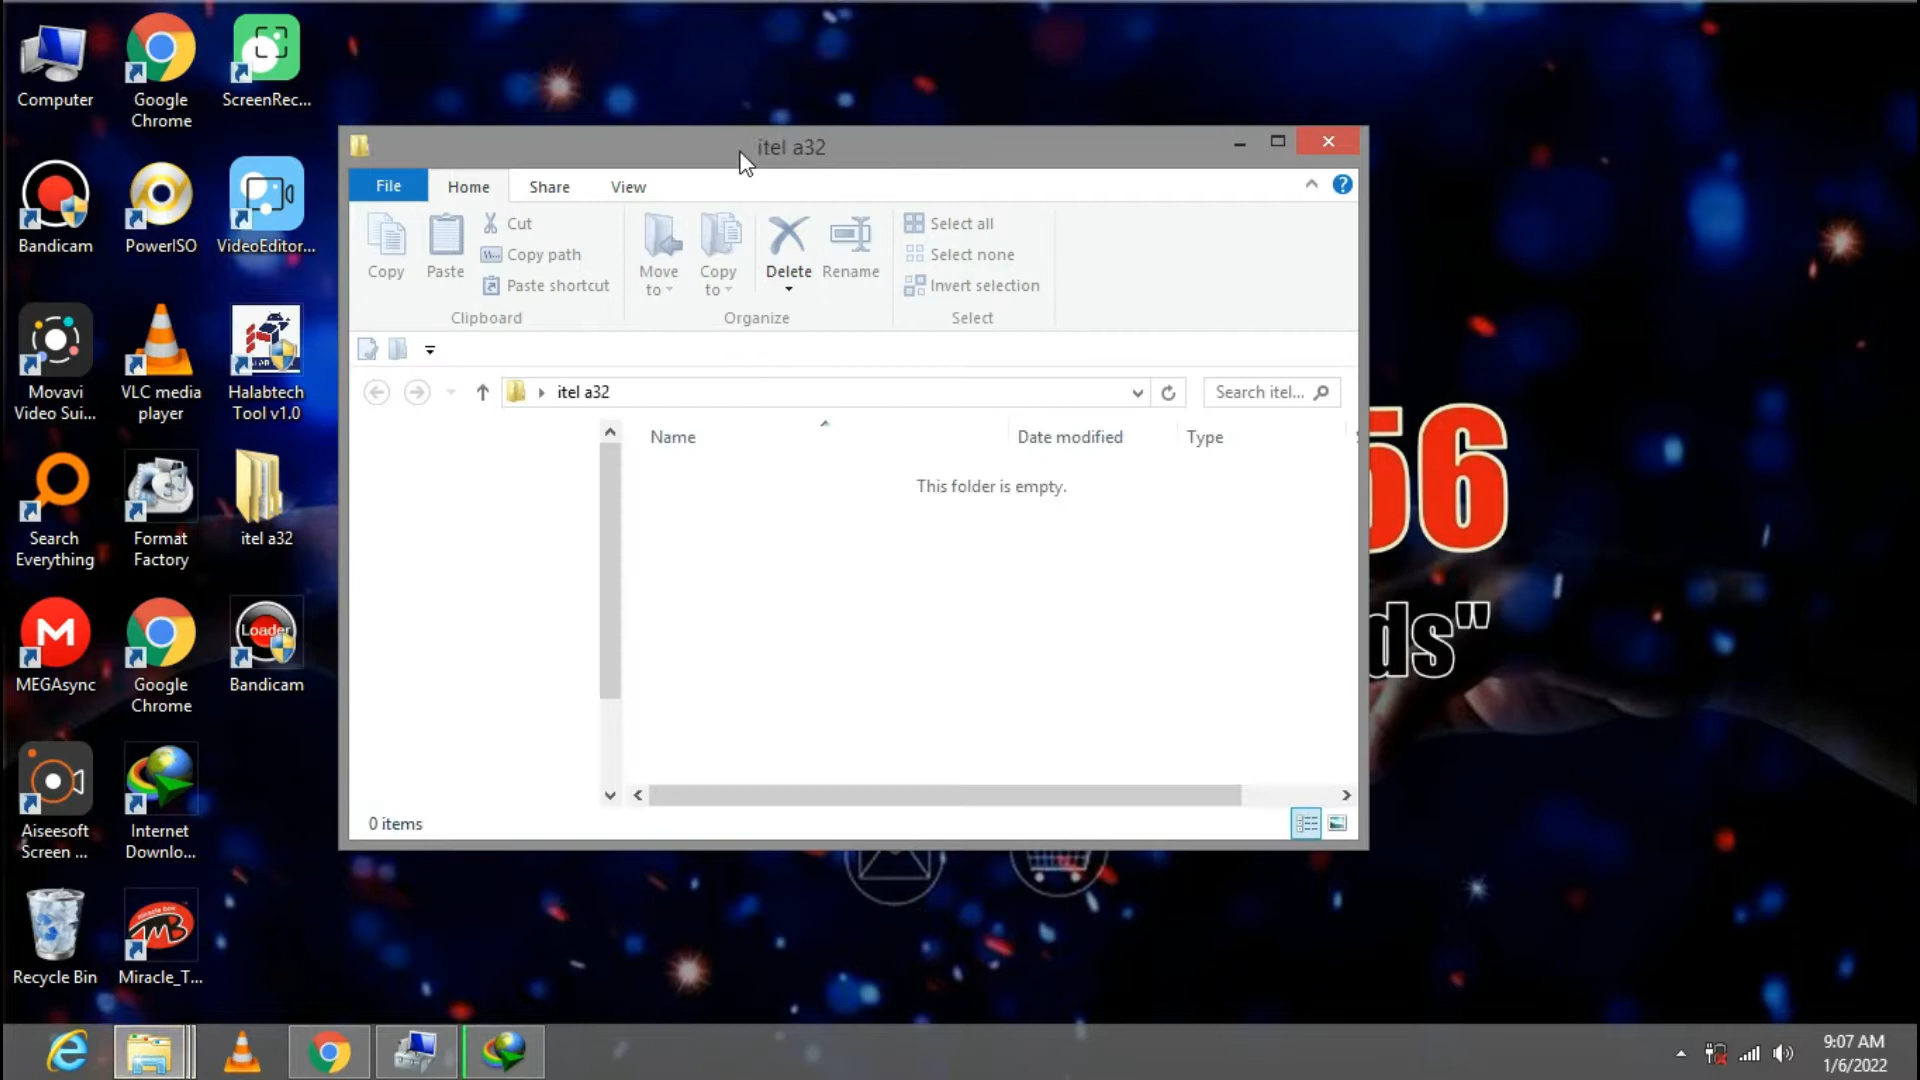 Computer
Google
Chrome
ScreenRec...
Bandicam
PowerISO
VideoEditor...
Movavi
Video Sui...
VLC media
player
Halabtech
Tool v1.0
Search
Everything
Format
Factory
itel a32
MEGAsync
Google
Chrome
Loader
Bandicam
Aiseesoft
Screen ...
Internet
Downlo...
Recycle Bin
Miracle_T...
itel a32
File
Home
Share
View
Copy
Paste
Cut
Copy path
Paste shortcut
Clipboard
Move
to
Copy
to
Delete
Rename
Organize
Select all
Select none
Invert selection
Select
itel a32
Search itel...
Name
Date modified
Type
This folder is empty.
0 items
56
ds"
9:07 AM
1/6/2022